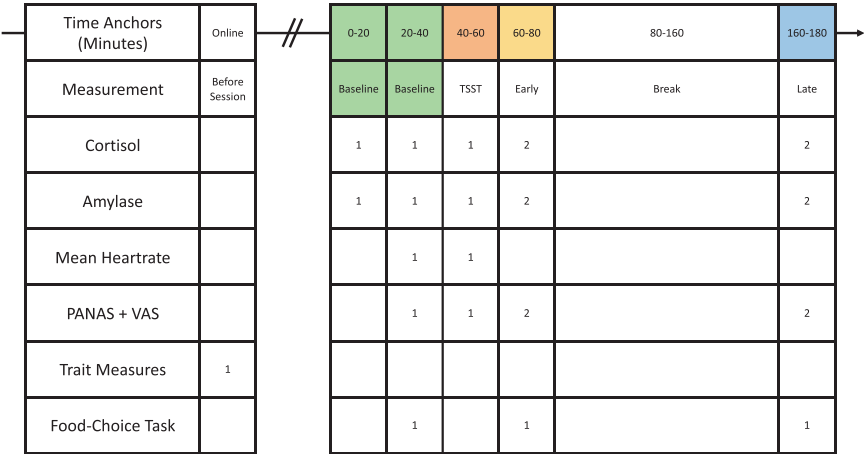 Time Anchors
(Minutes)
Online
0-20
20-40
40-60
60-80
80-160
160-180
Measurement
Before
Session
Baseline
Baseline
TSST
Early
Break
Late
Cortisol
1
1
1
2
2
Amylase
1
1
1
2
2
Mean Heartrate
1
1
PANAS + VAS
1
1
2
2
Trait Measures
1
Food-Choice Task
1
1
1